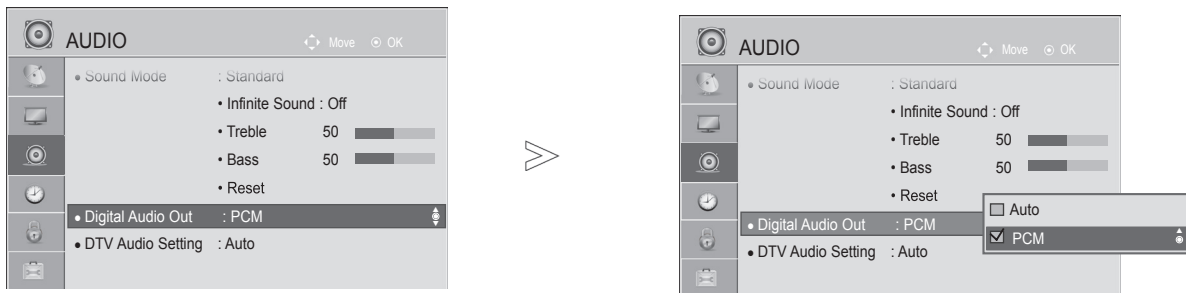 AUDIO
Move OK
• Sound Mode : Standard
• Infinite Sound : Off
• Treble 50
• Bass 50
• Reset
• Digital Audio Out : PCM
• DTV Audio Setting : Auto
AUDIO
Move OK
• Sound Mode : Standard
• Infinite Sound : Off
• Treble 50
• Bass 50
• Reset
• Digital Audio Out : PCM
• DTV Audio Setting : Auto
Auto
PCM